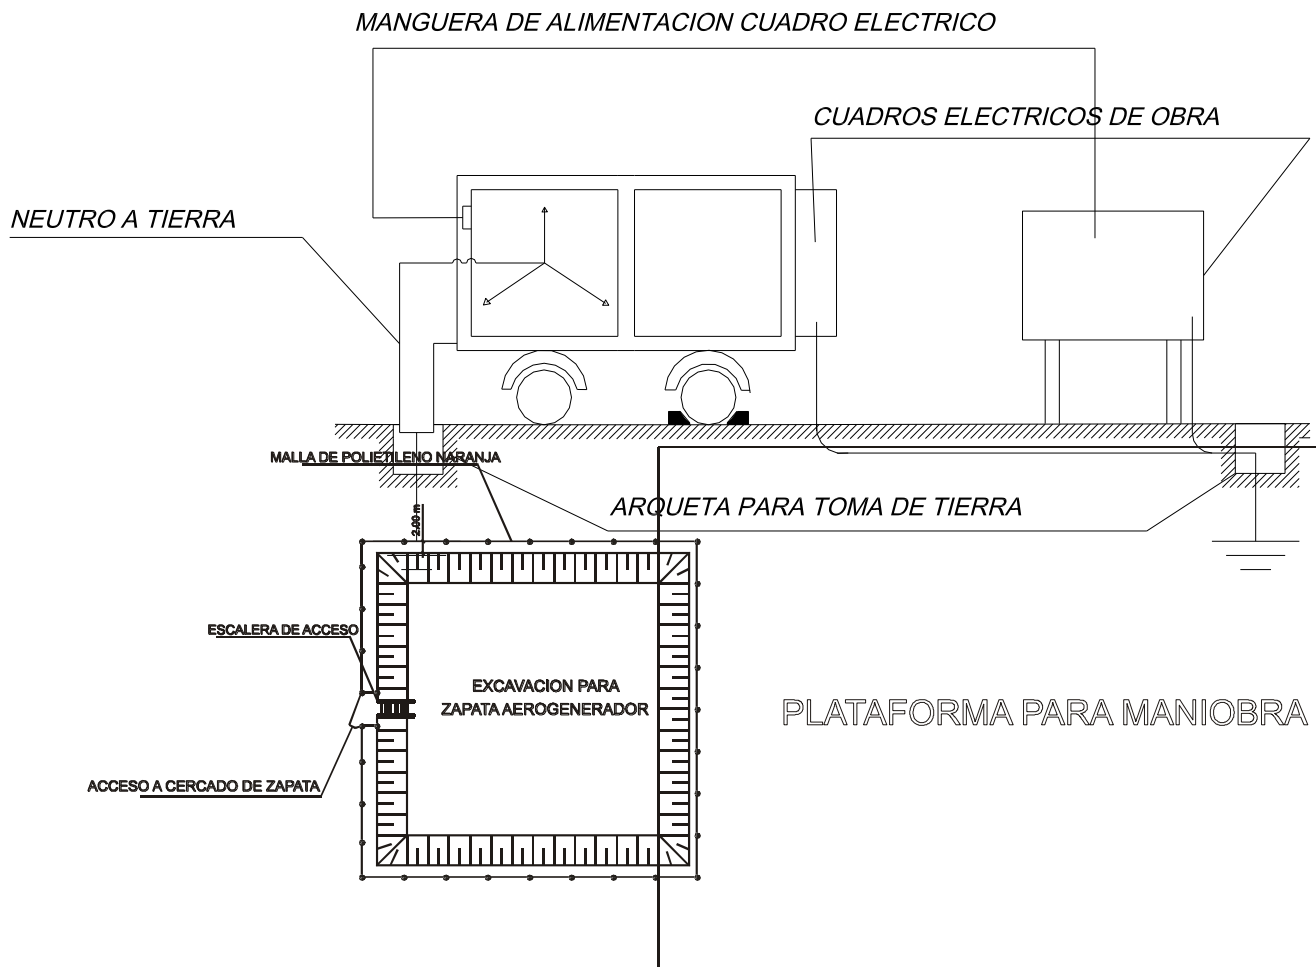 MANGUERA DE ALIMENTACION CUADRO ELECTRICO
CUADROS ELECTRICOS DE OBRA
NEUTRO A TIERRA
MALLA DE POLIETILENO NARANJA
ARQUETA PARA TOMA DE TIERRA
2.00 m
ESCALERA DE ACCESO
EXCAVACION PARA
ZAPATA AEROGENERADOR
PLATAFORMA PARA MANIOBRA
ACCESO A CERCADO DE ZAPATA